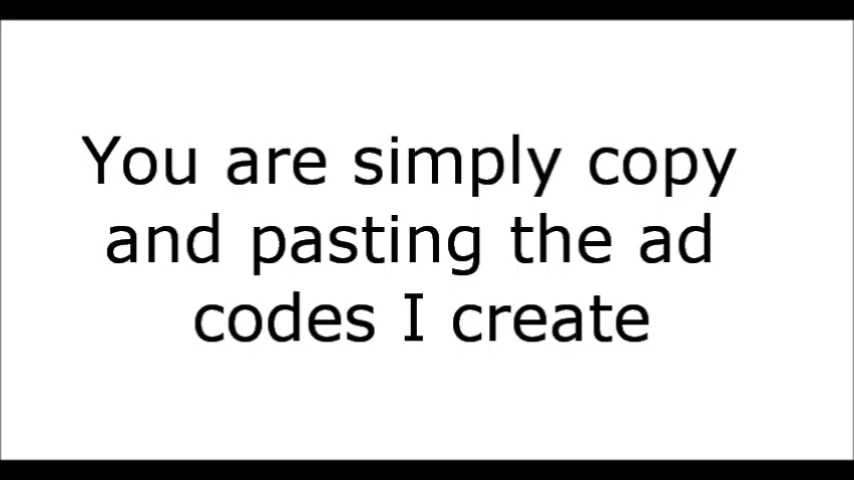 You are simply copy
and pasting the ad
codes I create